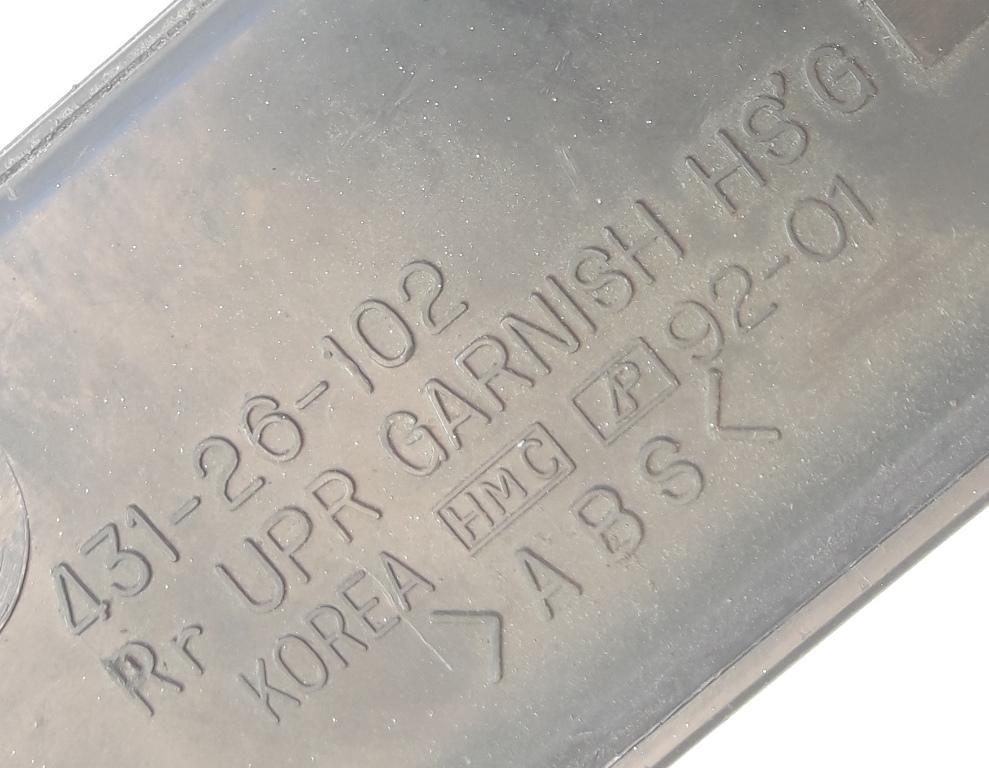 431-26-102
Rr UPR GARNISH HS'G
KOREA HMC 92-01
>ABS<